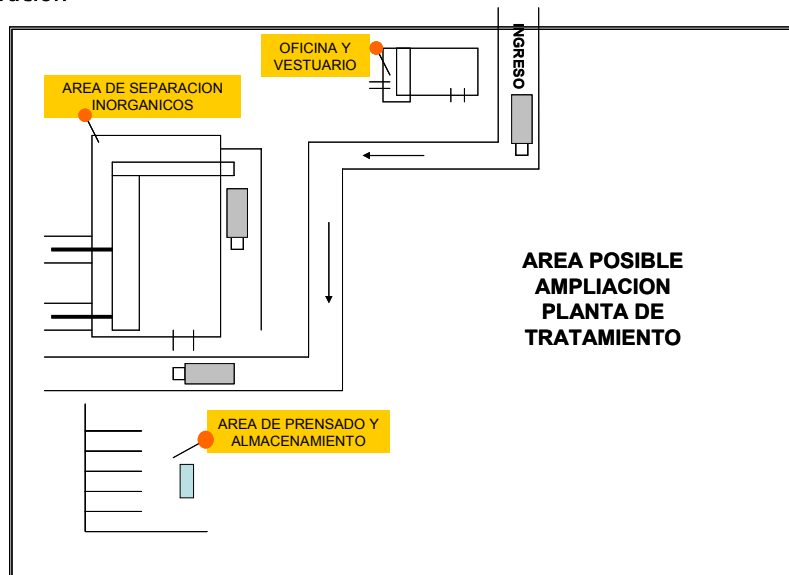 OFICINA Y
VESTUARIO
INGRESO
AREA DE SEPARACION
INORGANICOS
AREA POSIBLE
AMPLIACION
PLANTA DE
TRATAMIENTO
AREA DE PRENSADO Y
ALMACENAMIENTO